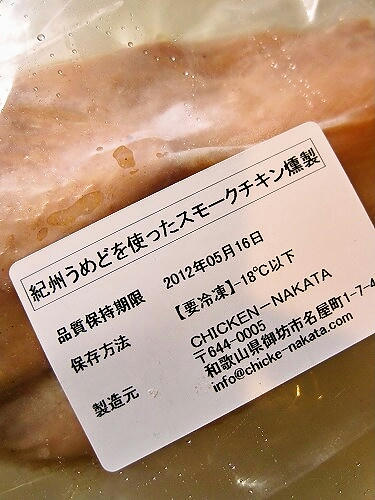 紀州うめどを使ったスモークチキン燻製
品質保持期限 2012年05月16日
保存方法 【要冷凍】-18℃以下
製造元 CHICKEN-NAKATA
〒644-0005
和歌山県御坊市名屋町1-7-4
info@chicke-nakata.com